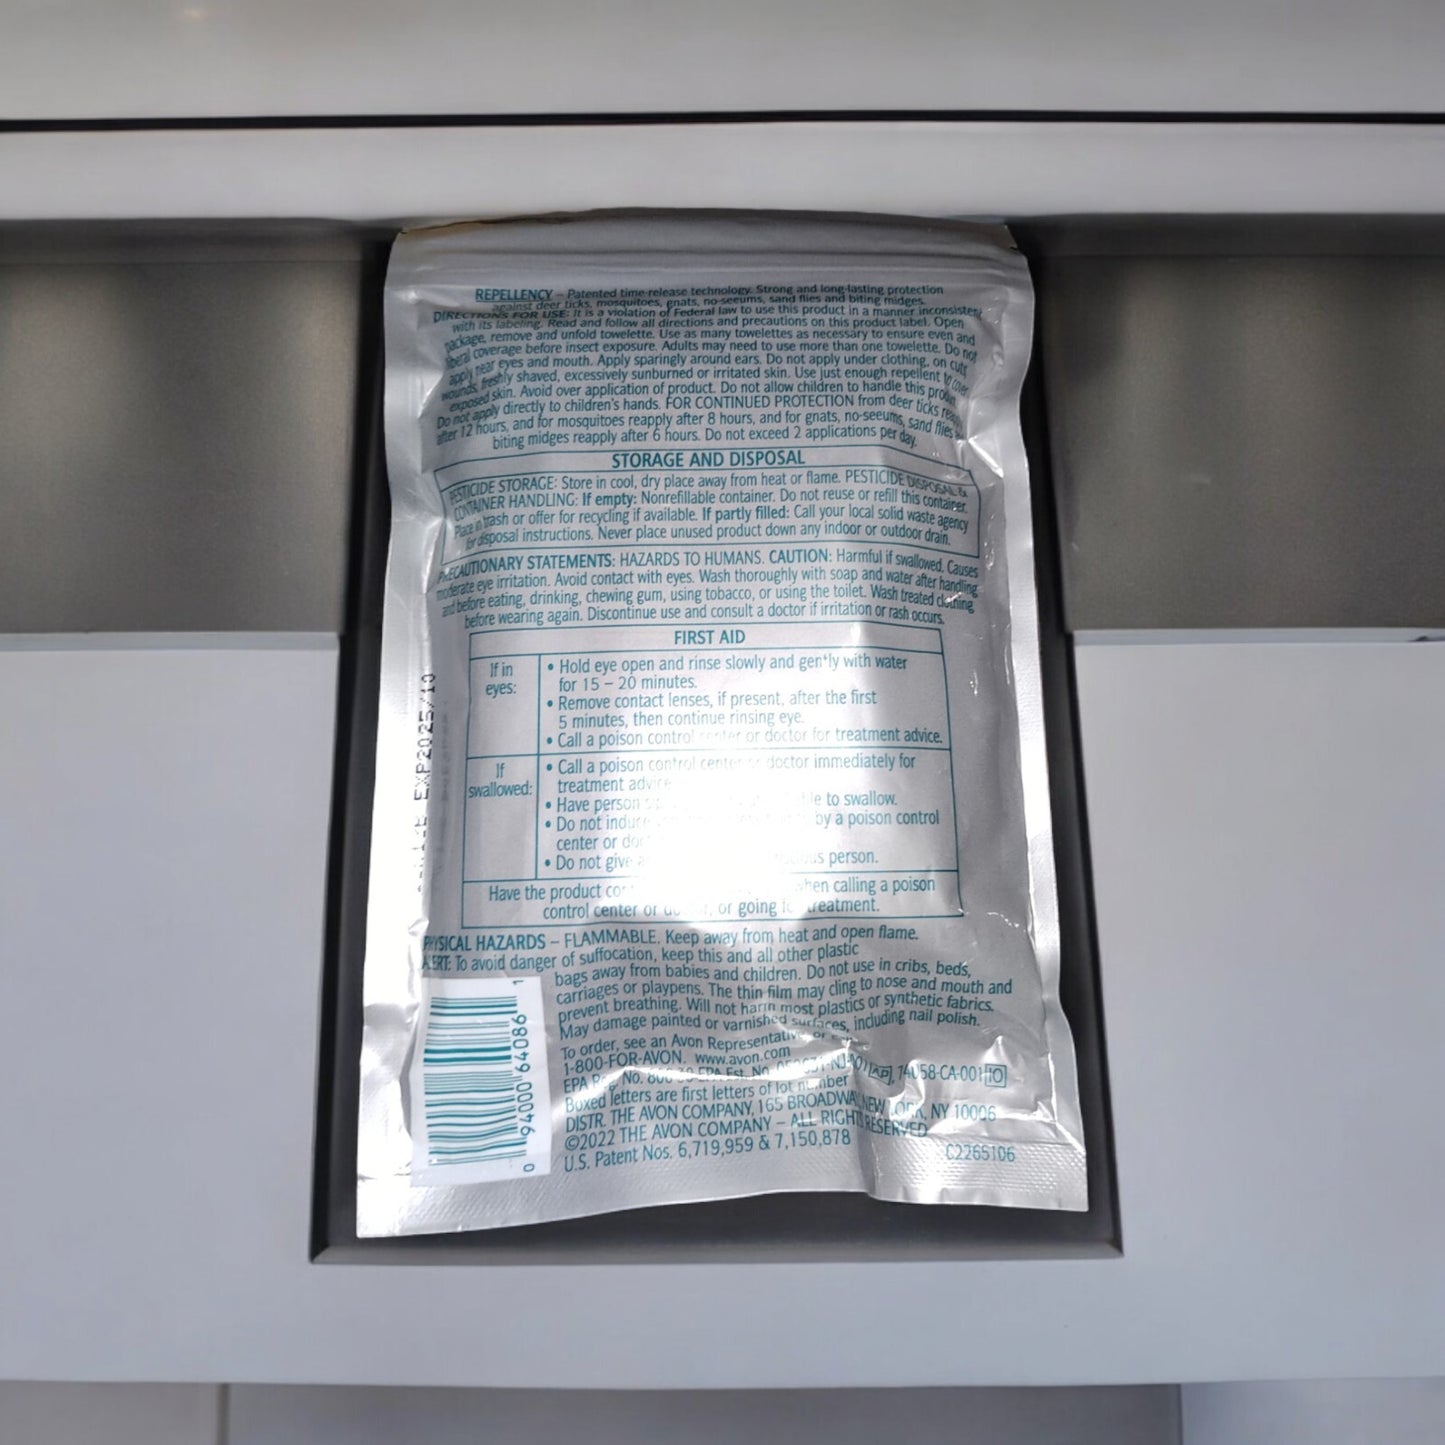 REPELLENCY – Patented time-release technology. Strong and long-lasting protection
against deer ticks, mosquitoes, gnats, no-seeums, sand flies and biting midges.
DIRECTIONS FOR USE: It is a violation of Federal law to use this product in a manner inconsistent
with its labeling. Read and follow all directions and precautions on this product label. Open
package, remove and unfold towelette. Use as many towelettes as necessary to ensure even and
liberal coverage before insect exposure. Adults may need to use more than one towelette. Do not
apply near eyes and mouth. Apply sparingly around ears. Do not apply under clothing, on cuts,
wounds, freshly shaved, excessively sunburned or irritated skin. Use just enough repellent to cover
exposed skin. Avoid over application of product. Do not allow children to handle this product.
Do not apply directly to children's hands. FOR CONTINUED PROTECTION from deer ticks
after 12 hours, and for mosquitoes reapply after 8 hours, and for gnats, no-seeums, sand flies
biting midges reapply after 6 hours. Do not exceed 2 applications per day.
STORAGE AND DISPOSAL
PESTICIDE STORAGE: Store in cool, dry place away from heat or flame. PESTICIDE DISPOSAL &
CONTAINER HANDLING: If empty: Nonrefillable container. Do not reuse or refill this container.
Place in trash or offer for recycling if available. If partly filled: Call your local solid waste agency
for disposal instructions. Never place unused product down any indoor or outdoor drain.
PRECAUTIONARY STATEMENTS: HAZARDS TO HUMANS. CAUTION: Harmful if swallowed. Causes
moderate eye irritation. Avoid contact with eyes. Wash thoroughly with soap and water after handling
and before eating, drinking, chewing gum, using tobacco, or using the toilet. Wash treated clothing
before wearing again. Discontinue use and consult a doctor if irritation or rash occurs.
FIRST AID
If in
eyes:
• Hold eye open and rinse slowly and gently with water
for 15 – 20 minutes.
• Remove contact lenses, if present, after the first
5 minutes, then continue rinsing eye.
• Call a poison control center or doctor for treatment advice.
If
swallowed:
• Call a poison control center or doctor immediately for
treatment advice
• Have person to swallow.
• Do not induce by a poison control
center or
• Do not give person.
Have the product when calling a poison
control center or or going treatment.
PHYSICAL HAZARDS – FLAMMABLE. Keep away from heat and open flame.
ALERT: To avoid danger of suffocation, keep this and all other plastic
bags away from babies and children. Do not use in cribs, beds,
carriages or playpens. The thin film may cling to nose and mouth and
prevent breathing. Will not harm most plastics or synthetic fabrics.
May damage painted or varnished surfaces, including nail polish.
To order, see an Avon Representative
1-800-FOR-AVON. www.avon.com
EPA Reg. No. EPA Est. No. 14058-CA-001 IO
Boxed letters are first letters of lot number
DISTR. THE AVON COMPANY, 165 BROADWAY, NEW YORK, NY 10006
©2022 THE AVON COMPANY – ALL RIGHTS RESERVED
U.S. Patent Nos. 6,719,959 & 7,150,878
C2265106
0 94000 64086 1
EXP2025/10